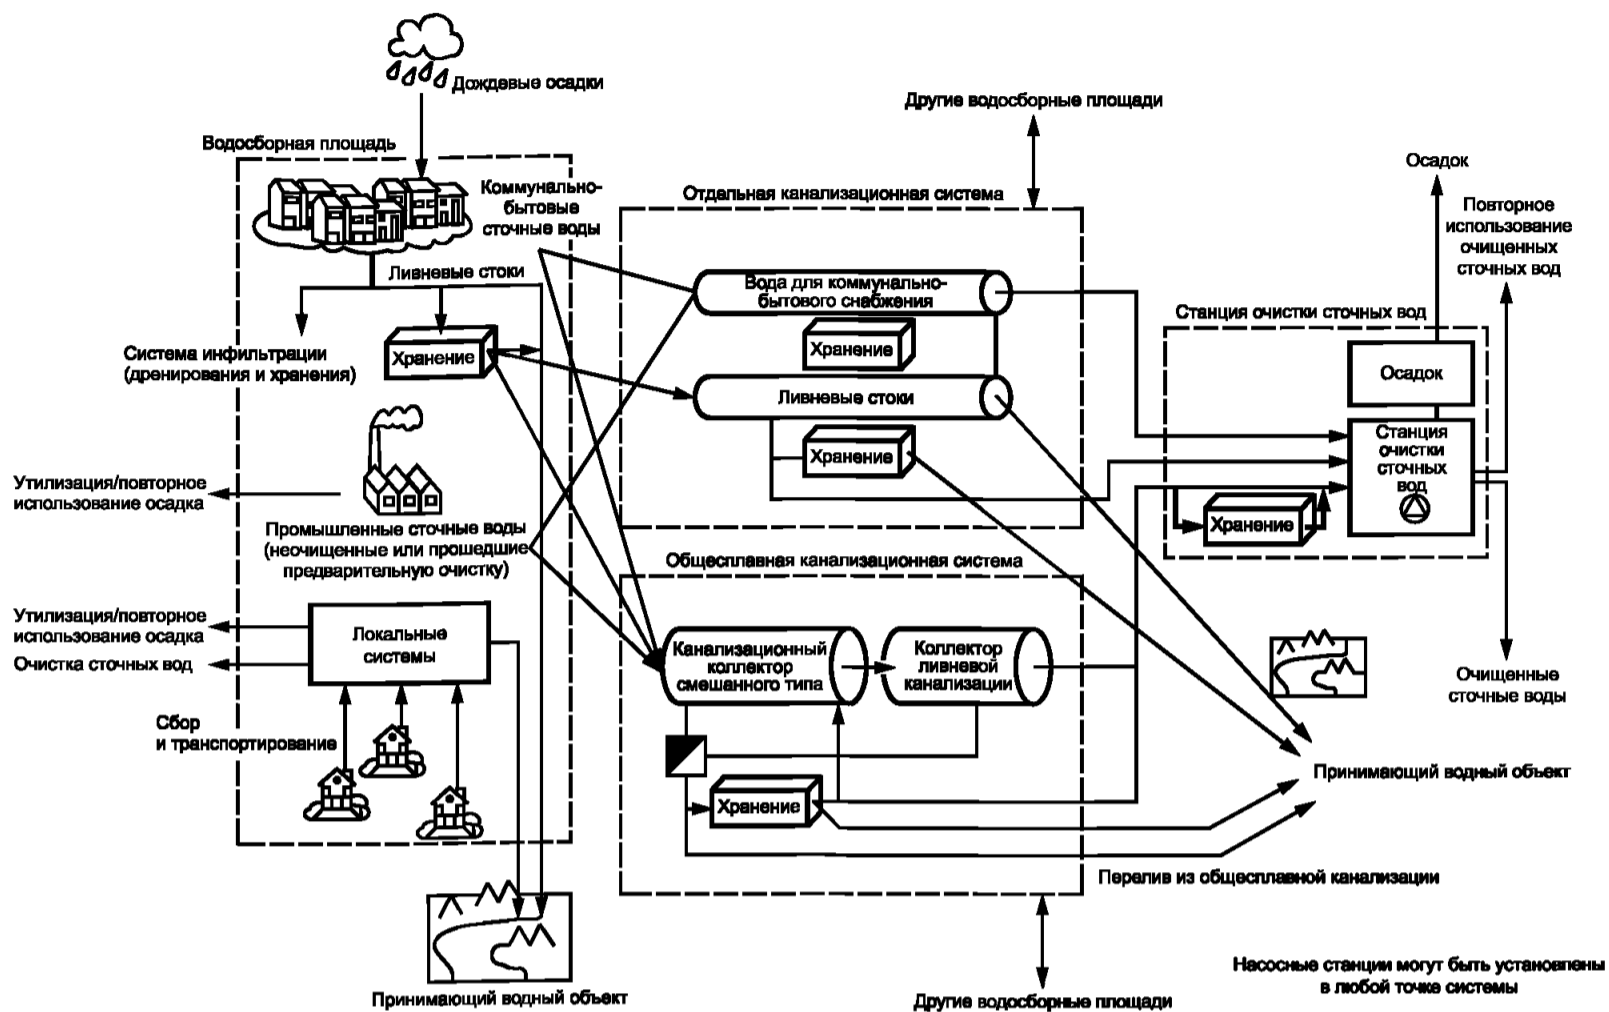 Дождевые осадки
Водосборная площадь
Коммунально-
бытовые
сточные воды
Ливневые стоки
Хранение
Система инфильтрации
(дренирования и хранения)
Утилизация/повторное
использование осадка
Промышленные сточные воды
(неочищенные или прошедшие
предварительную очистку)
Утилизация/повторное
использование осадка
Очистка сточных вод
Локальные
системы
Сбор
и транспортирование
Принимающий водный объект
Другие водосборные площади
Отдельная канализационная система
Вода для коммунально-
бытового снабжения
Хранение
Ливневые стоки
Хранение
Общесплавная канализационная система
Канализационный
коллектор
смешанного типа
Коллектор
ливневой
канализации
Хранение
Перелив из общесплавной канализации
Другие водосборные площади
Осадок
Повторное
использование
очищенных
сточных вод
Станция очистки сточных вод
Осадок
Станция
очистки
сточных
вод
Хранение
Очищенные
сточные воды
Принимающий водный объект
Насосные станции могут быть установлены
в любой точке системы